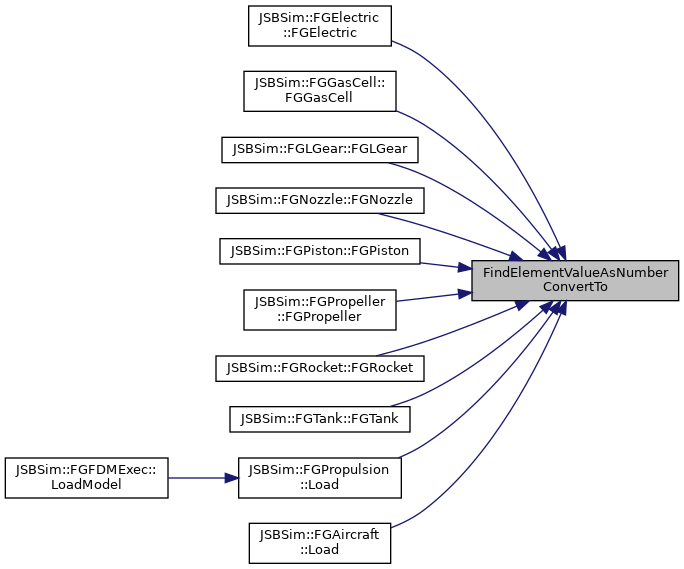 JSBSim::FGElectric
::FGElectric
JSBSim::FGGasCell::
FGGasCell
JSBSim::FGLGear::FGLGear
JSBSim::FGNozzle::FGNozzle
JSBSim::FGPiston::FGPiston
FindElementValueAsNumber
ConvertTo
JSBSim::FGPropeller
::FGPropeller
JSBSim::FGRocket::FGRocket
JSBSim::FGTank::FGTank
JSBSim::FGFDMExec::
LoadModel
JSBSim::FGPropulsion
::Load
JSBSim::FGAircraft
::Load